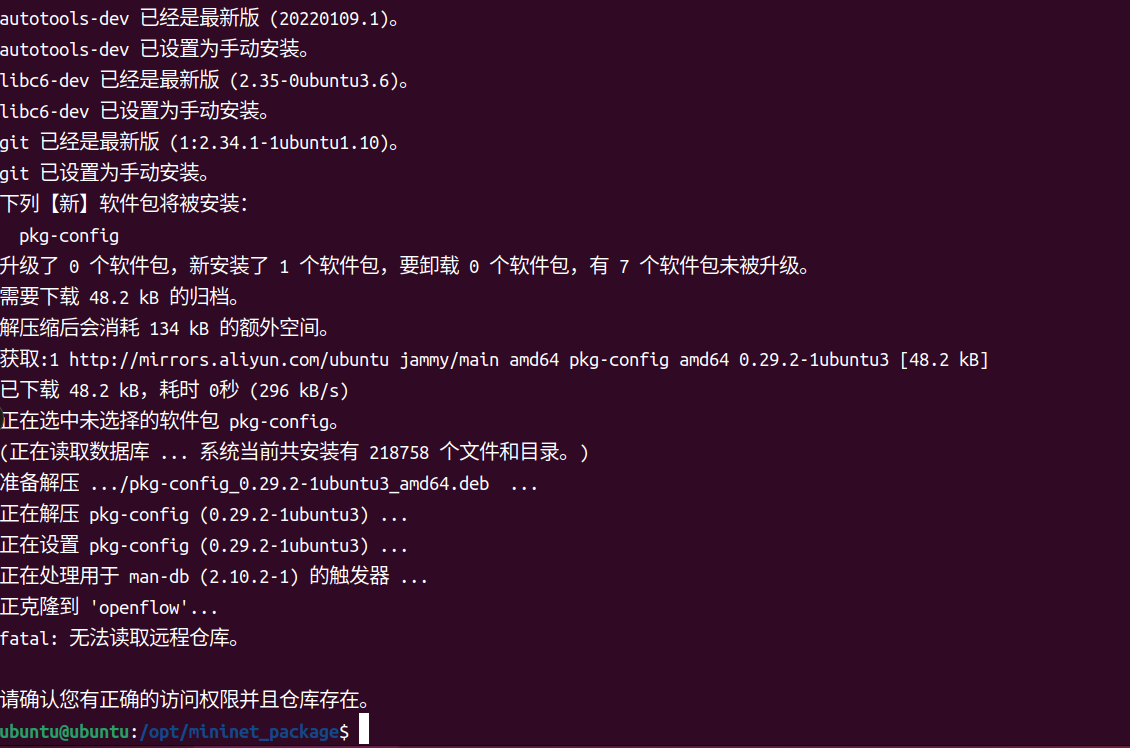 autotools-dev 已经是最新版 (20220109.1)。
autotools-dev 已设置为手动安装。
libc6-dev 已经是最新版 (2.35-0ubuntu3.6)。
libc6-dev 已设置为手动安装。
git 已经是最新版 (1:2.34.1-1ubuntu1.10)。
git 已设置为手动安装。
下列【新】软件包将被安装：
  pkg-config
升级了 0 个软件包，新安装了 1 个软件包，要卸载 0 个软件包，有 7 个软件包未被升级。
需要下载 48.2 kB 的归档。
解压缩后会消耗 134 kB 的额外空间。
获取:1 http://mirrors.aliyun.com/ubuntu jammy/main amd64 pkg-config amd64 0.29.2-1ubuntu3 [48.2 kB]
已下载 48.2 kB，耗时 0秒 (296 kB/s)
正在选中未选择的软件包 pkg-config。
(正在读取数据库 ... 系统当前共安装有 218758 个文件和目录。)
准备解压 .../pkg-config_0.29.2-1ubuntu3_amd64.deb  ...
正在解压 pkg-config (0.29.2-1ubuntu3) ...
正在设置 pkg-config (0.29.2-1ubuntu3) ...
正在处理用于 man-db (2.10.2-1) 的触发器 ...
正克隆到 'openflow'...
fatal: 无法读取远程仓库。

请确认您有正确的访问权限并且仓库存在。
ubuntu@ubuntu:/opt/mininet_package$